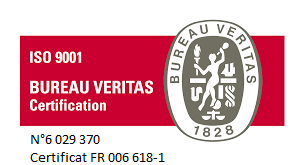 ISO 9001
BUREAU VERITAS
Certification
BUREAU VERITAS
1828
N°6 029 370
Certificat FR 006 618-1